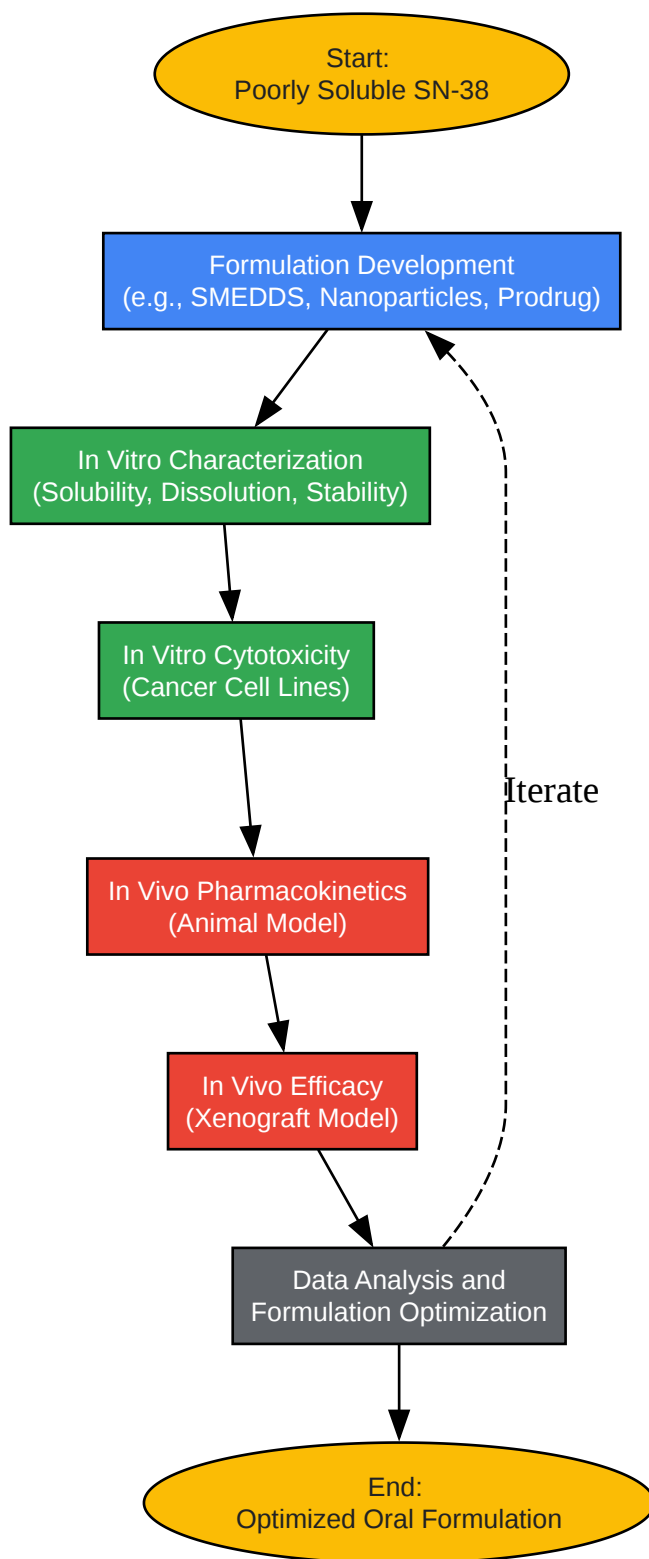 Start:
Poorly Soluble SN-38
Formulation Development
(e.g., SMEDDS, Nanoparticles, Prodrug)
In Vitro Characterization
(Solubility, Dissolution, Stability)
In Vitro Cytotoxicity
(Cancer Cell Lines)
Iterate
In Vivo Pharmacokinetics
(Animal Model)
In Vivo Efficacy
(Xenograft Model)
Data Analysis and
Formulation Optimization
End:
Optimized Oral Formulation